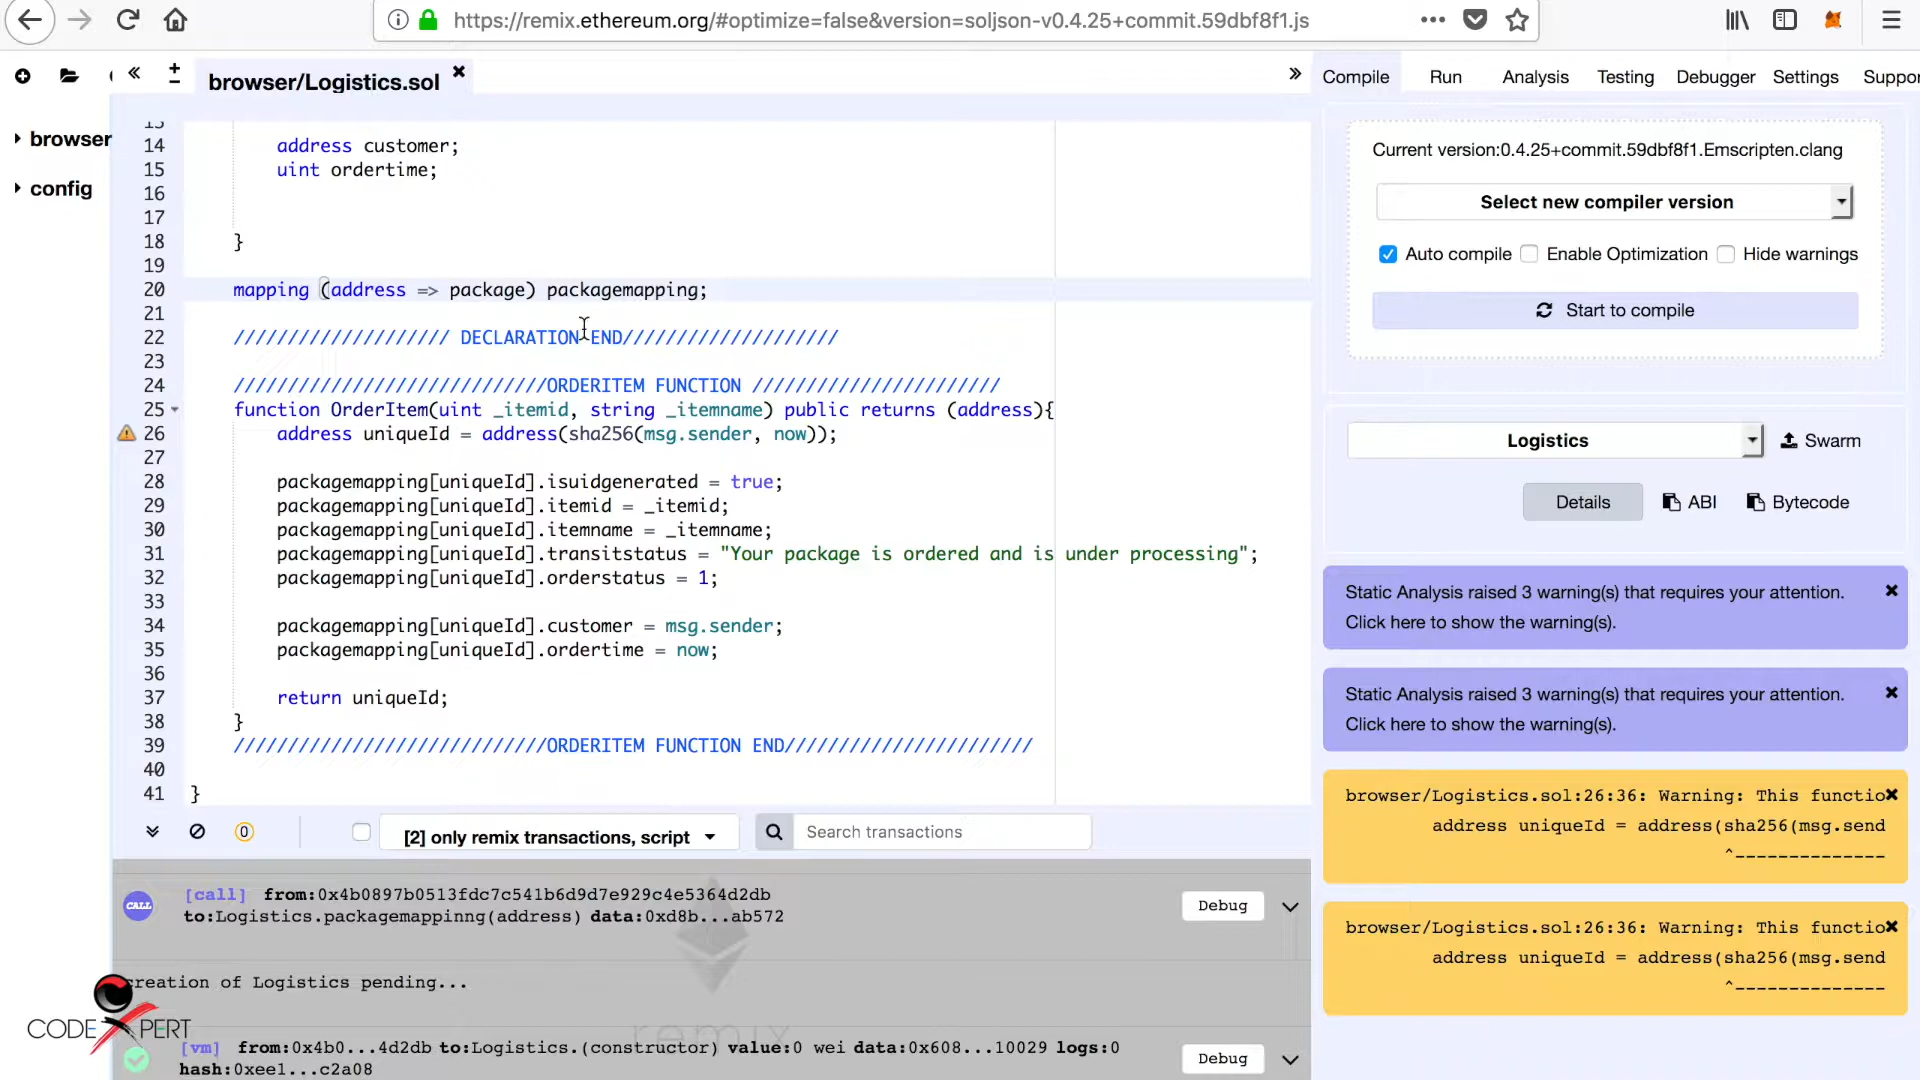 https://remix.ethereum.org/#optimize=false&version=soljson-v0.4.25+commit.59dbf8f1.js
browser/Logistics.sol
Compile Run Analysis Testing Debugger Settings Suppor
browser
config
13
14 address customer;
15 uint ordertime;
16
17
18 }
19
20 mapping (address => package) packagemapping;
21
22 //////////////////// DECLARATION END////////////////////
23
24 /////////////////////////////ORDERITEM FUNCTION ///////////////////////
25 function OrderItem(uint _itemid, string _itemname) public returns (address){
26 address uniqueId = address(sha256(msg.sender, now));
27
28 packagemapping[uniqueId].isuidgenerated = true;
29 packagemapping[uniqueId].itemid = _itemid;
30 packagemapping[uniqueId].itemname = _itemname;
31 packagemapping[uniqueId].transitstatus = "Your package is ordered and is under processing";
32 packagemapping[uniqueId].orderstatus = 1;
33
34 packagemapping[uniqueId].customer = msg.sender;
35 packagemapping[uniqueId].ordertime = now;
36
37 return uniqueId;
38 }
39 /////////////////////////////ORDERITEM FUNCTION END///////////////////////
40
41 }
Current version:0.4.25+commit.59dbf8f1.Emscripten.clang
Select new compiler version
Auto compile Enable Optimization Hide warnings
Start to compile
Logistics Swarm
Details ABI Bytecode
Static Analysis raised 3 warning(s) that requires your attention.
Click here to show the warning(s).
Static Analysis raised 3 warning(s) that requires your attention.
Click here to show the warning(s).
browser/Logistics.sol:26:36: Warning: This functio
address uniqueId = address(sha256(msg.send
^--------------
browser/Logistics.sol:26:36: Warning: This functio
address uniqueId = address(sha256(msg.send
^--------------
0 [2] only remix transactions, script Search transactions
CALL [call] from:0x4b0897b0513fdc7c541b6d9d7e929c4e5364d2db
to:Logistics.packagemappinng(address) data:0xd8b...ab572
Debug
creation of Logistics pending...
remix
CODEXPERT
[vm] from:0x4b0...4d2db to:Logistics.(constructor) value:0 wei data:0x608...10029 logs:0
hash:0xee1...c2a08
Debug